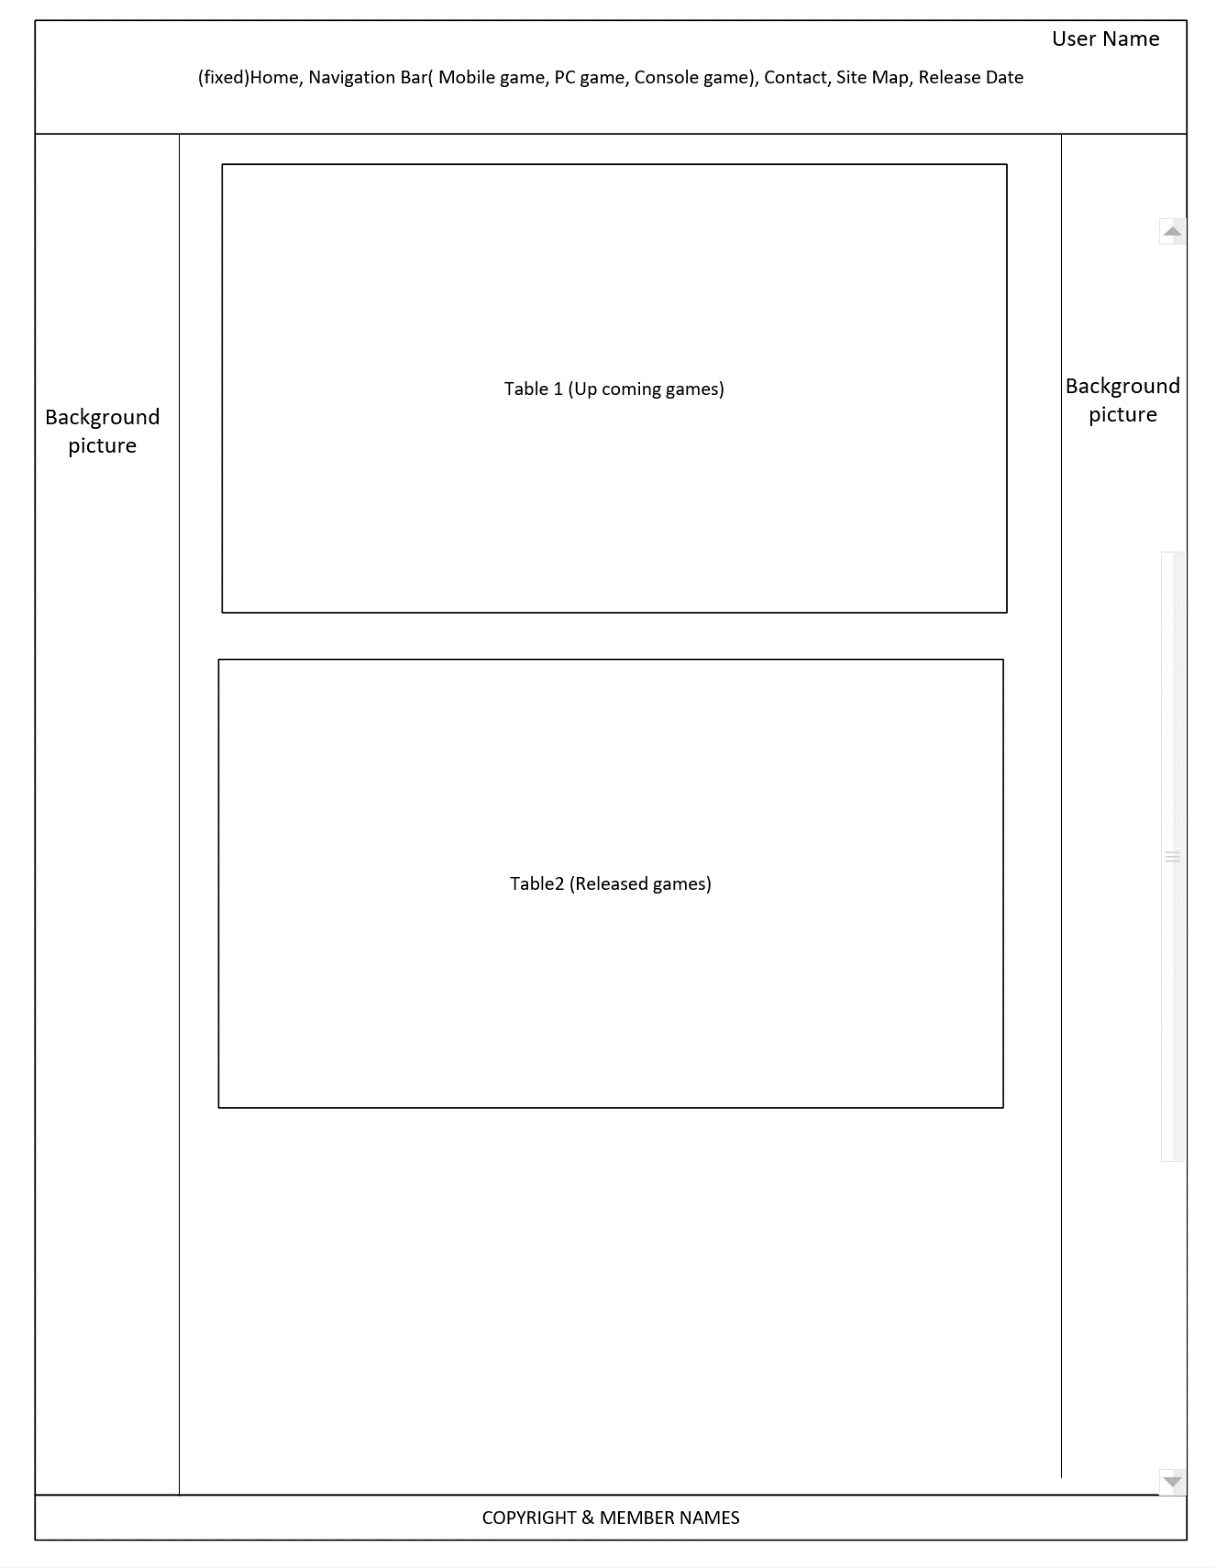 User Name
(fixed)Home, Navigation Bar( Mobile game, PC game, Console game), Contact, Site Map, Release Date
Table 1 (Up coming games)
Background
picture
Background
picture
Table2 (Released games)
COPYRIGHT & MEMBER NAMES